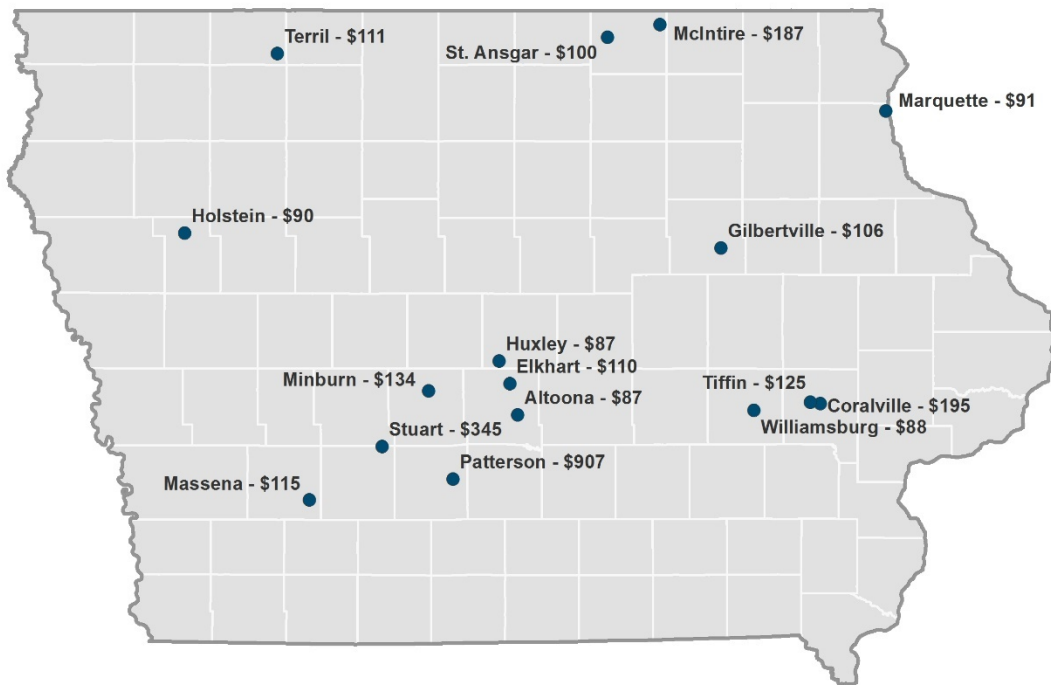 Terril - $111
McIntire - $187
St. Ansgar - $100
Marquette - $91
Holstein - $90
Gilbertville - $106
Huxley - $87
Elkhart - $110
Minburn - $134
Tiffin - $125
Altoona - $87
Coralville - $195
Williamsburg - $88
Stuart - $345
Patterson - $907
Massena - $115